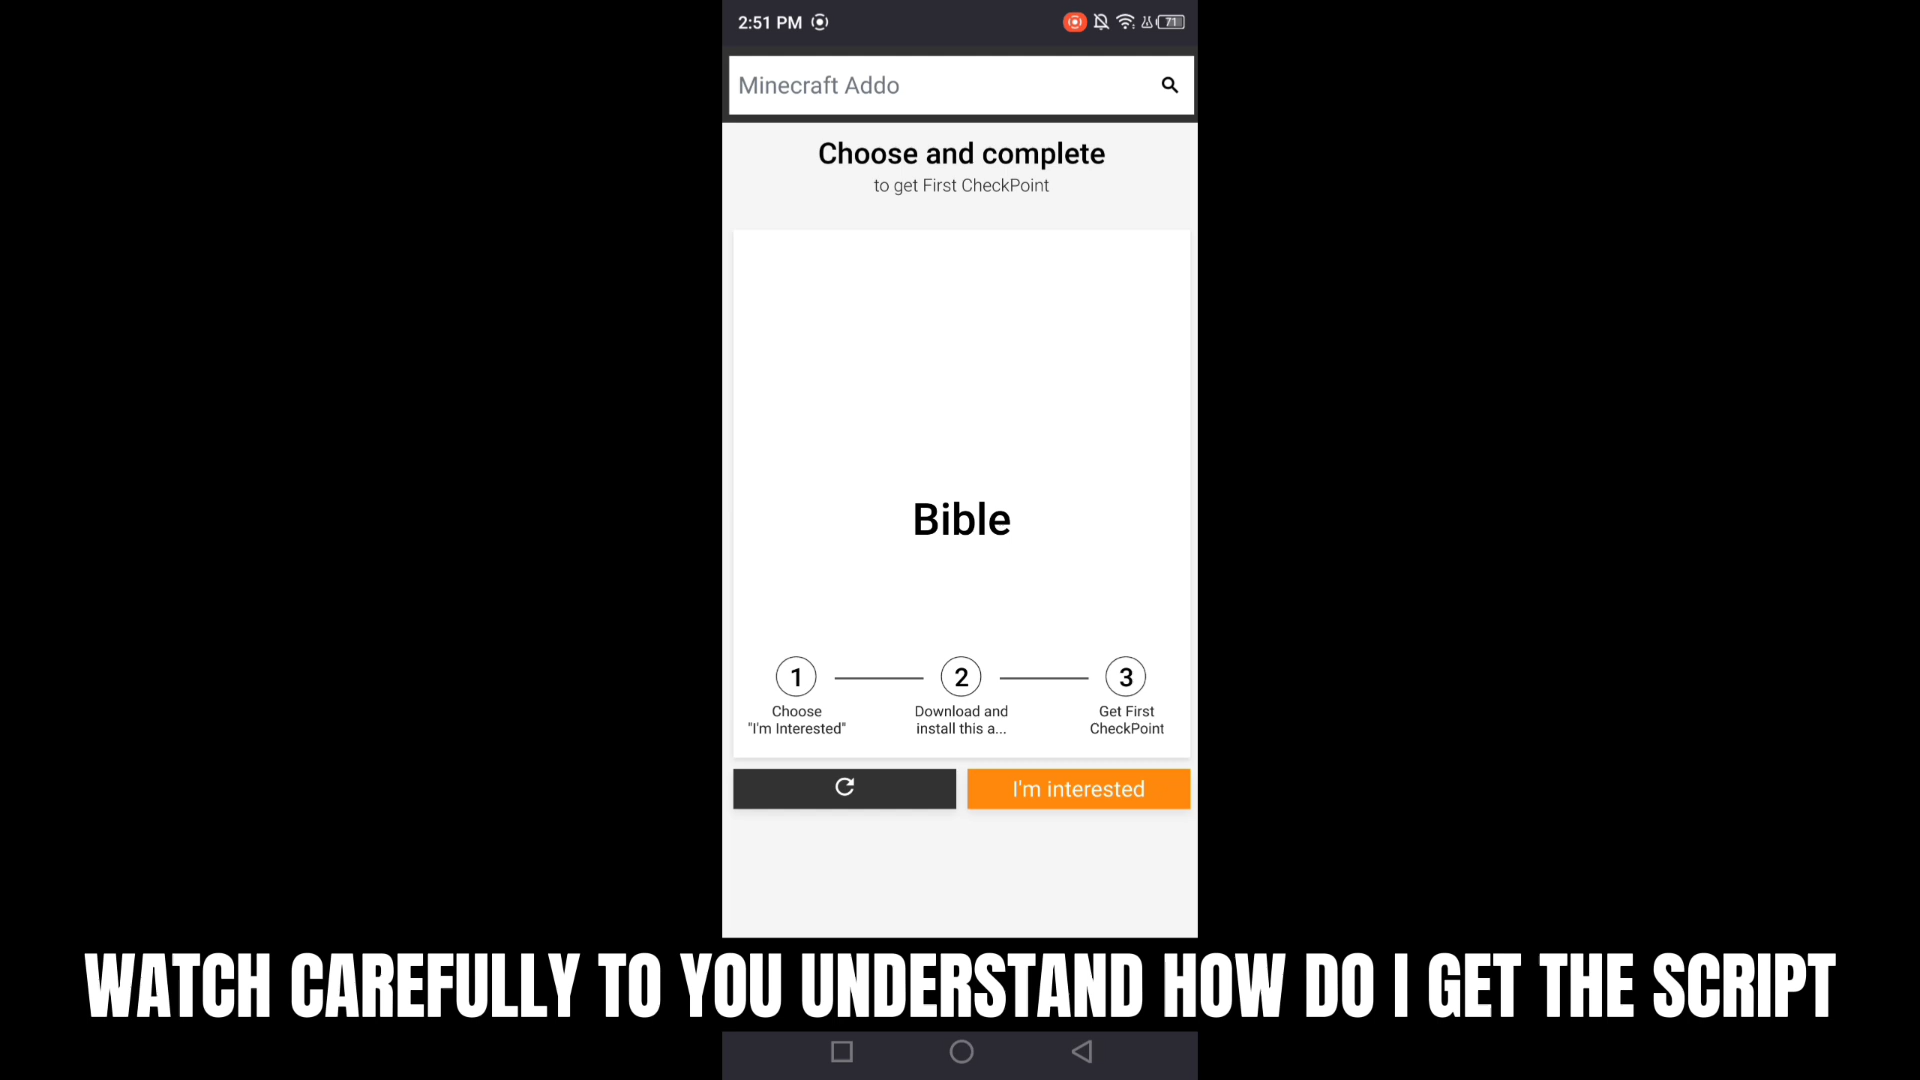 2:51 PM
71
Minecraft Addo
Choose and complete
to get First CheckPoint
Bible
1
2
3
Choose
"I'm Interested"
Download and
install this a...
Get First
CheckPoint
I'm interested
WATCH CAREFULLY TO YOU UNDERSTAND HOW DO I GET THE SCRIPT